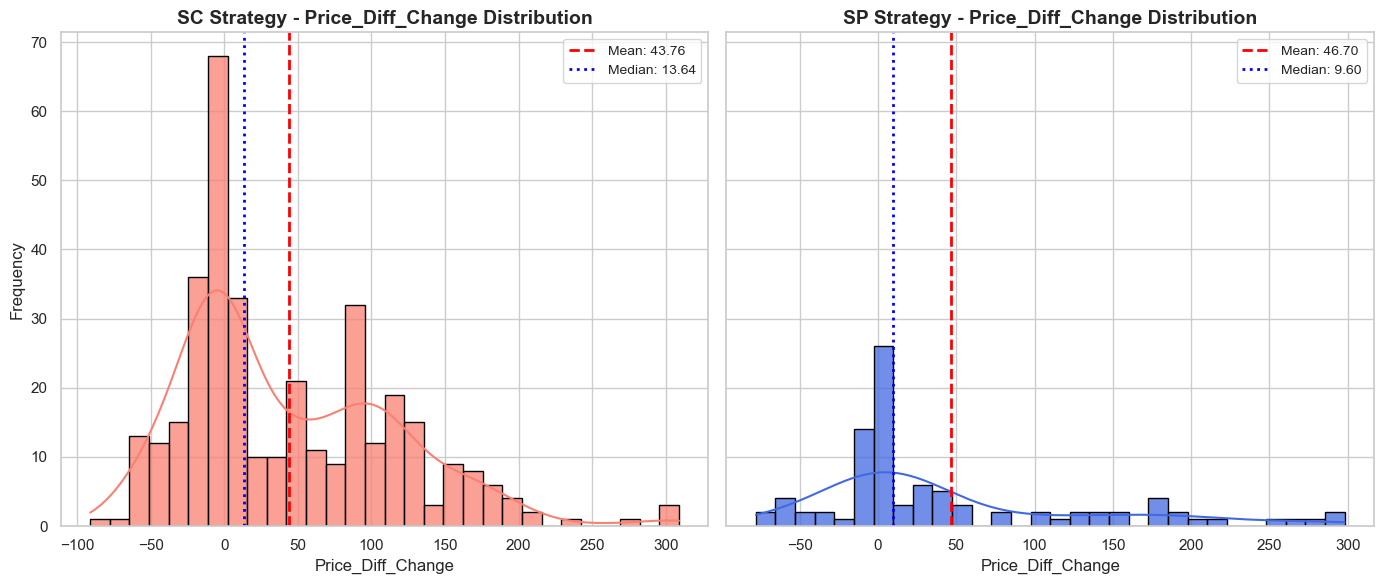 SC Strategy - Price_Diff_Change Distribution
Mean: 43.76
Median: 13.64
70
60
50
40
30
20
10
0
Frequency
−100 −50 0 50 100 150 200 250 300
Price_Diff_Change
SP Strategy - Price_Diff_Change Distribution
Mean: 46.70
Median: 9.60
−50 0 50 100 150 200 250 300
Price_Diff_Change